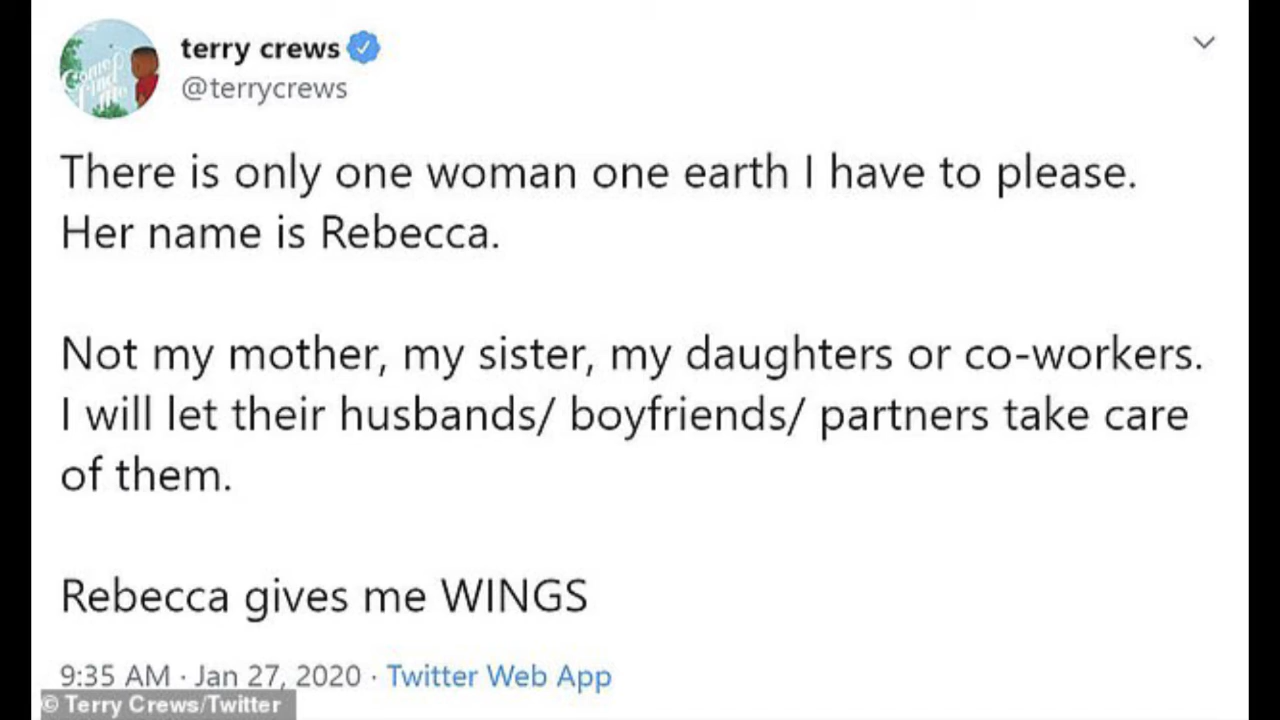 terry crews
@terrycrews
There is only one woman one earth I have to please.
Her name is Rebecca.
Not my mother, my sister, my daughters or co-workers.
I will let their husbands/ boyfriends/ partners take care
of them.
Rebecca gives me WINGS
9:35 AM · Jan 27, 2020 · Twitter Web App
© Terry Crews/Twitter